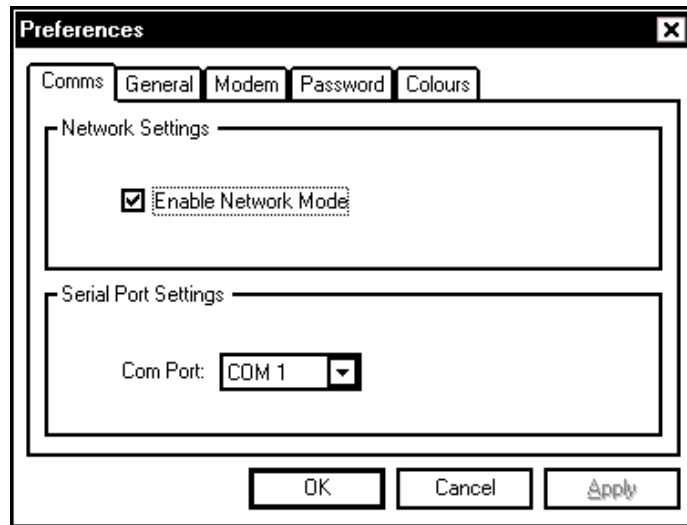 Preferences
Comms General Modem Password Colours
Network Settings
Enable Network Mode
Serial Port Settings
Com Port: COM 1
OK Cancel Apply